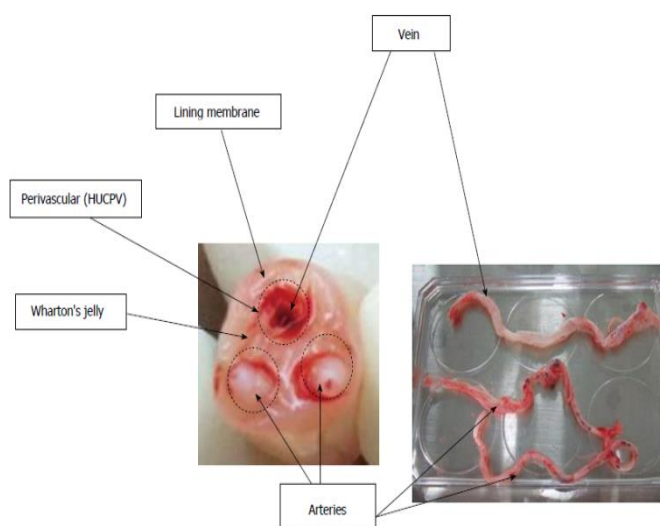 Vein
Lining membrane
Perivascular (HUCPV)
Wharton's jelly
Arteries